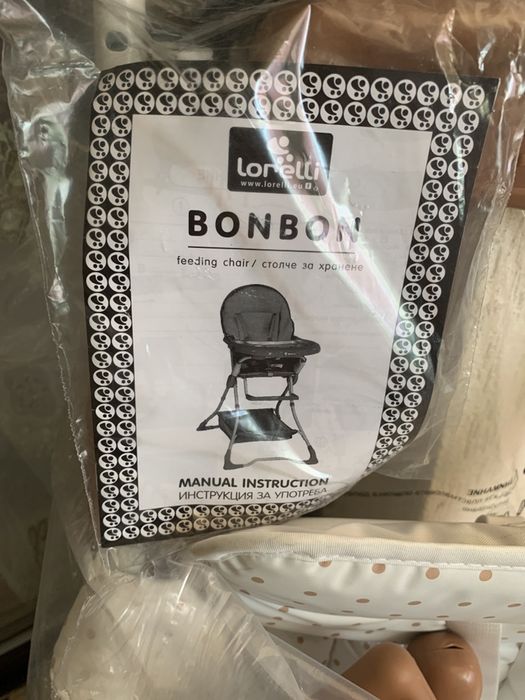 lorelli
www.lorelli.eu
BONBON
feeding chair / столче за хранене
MANUAL INSTRUCTION
ИНСТРУКЦИЯ ЗА УПОТРЕБА